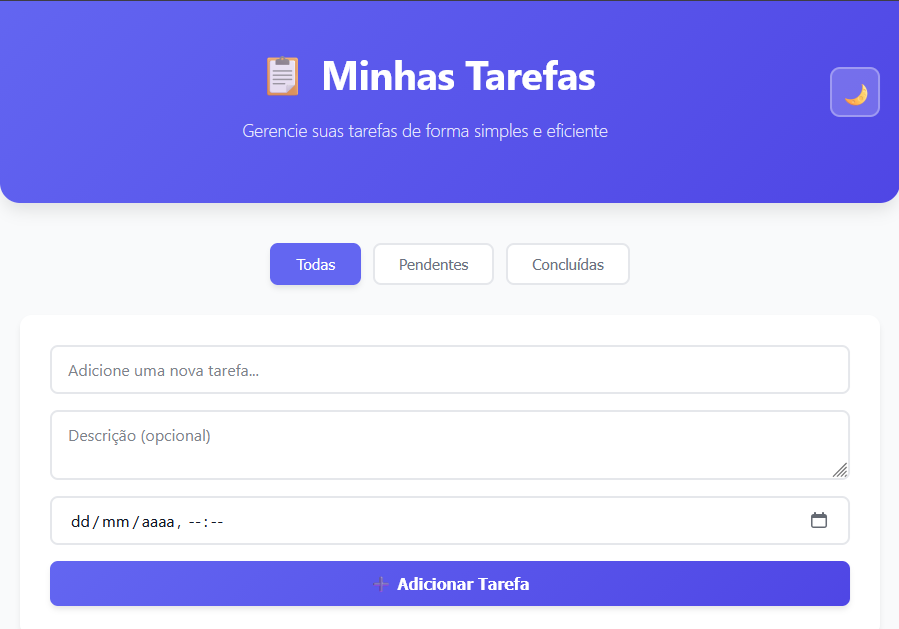 Minhas Tarefas
Gerencie suas tarefas de forma simples e eficiente
Todas Pendentes Concluídas
Adicione uma nova tarefa...
Descrição (opcional)
dd/mm/aaaa, --:--
Adicionar Tarefa